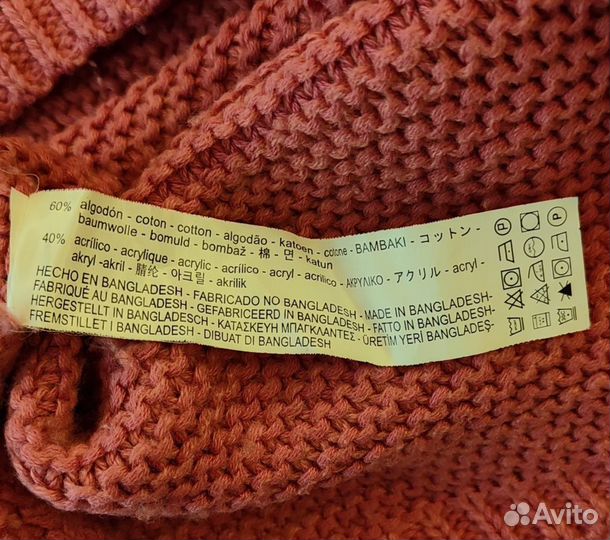 60% algodón - coton - cotton - algodão - katoen - cotone - BAMBAKI - コットン -
baumwolle - bomuld - bombaž - 棉 - 면 - katun
40% acrílico - acrylique - acrylic - acrílico - acryl - acrilico - ΑΚΡΥΛΙΚΟ - アクリル - acryl -
akryl -akril - 腈纶 - 아크릴 - akrilik
HECHO EN BANGLADESH - FABRICADO NO BANGLADESH - MADE IN BANGLADESH-
FABRIQUÉ AU BANGLADESH - GEFABRICEERD IN BANGLADESH - FATTO IN BANGLADESH-
HERGESTELLT IN BANGLADESCH - ΚΑΤΑΣΚΕΥΗ ΜΠΑΓΚΛΑΝΤΕΣ - ÜRETIM YERİ BANGLADEŞ-
FREMSTILLET I BANGLADESH - DIBUAT DI BANGLADESH
P
P
Avito